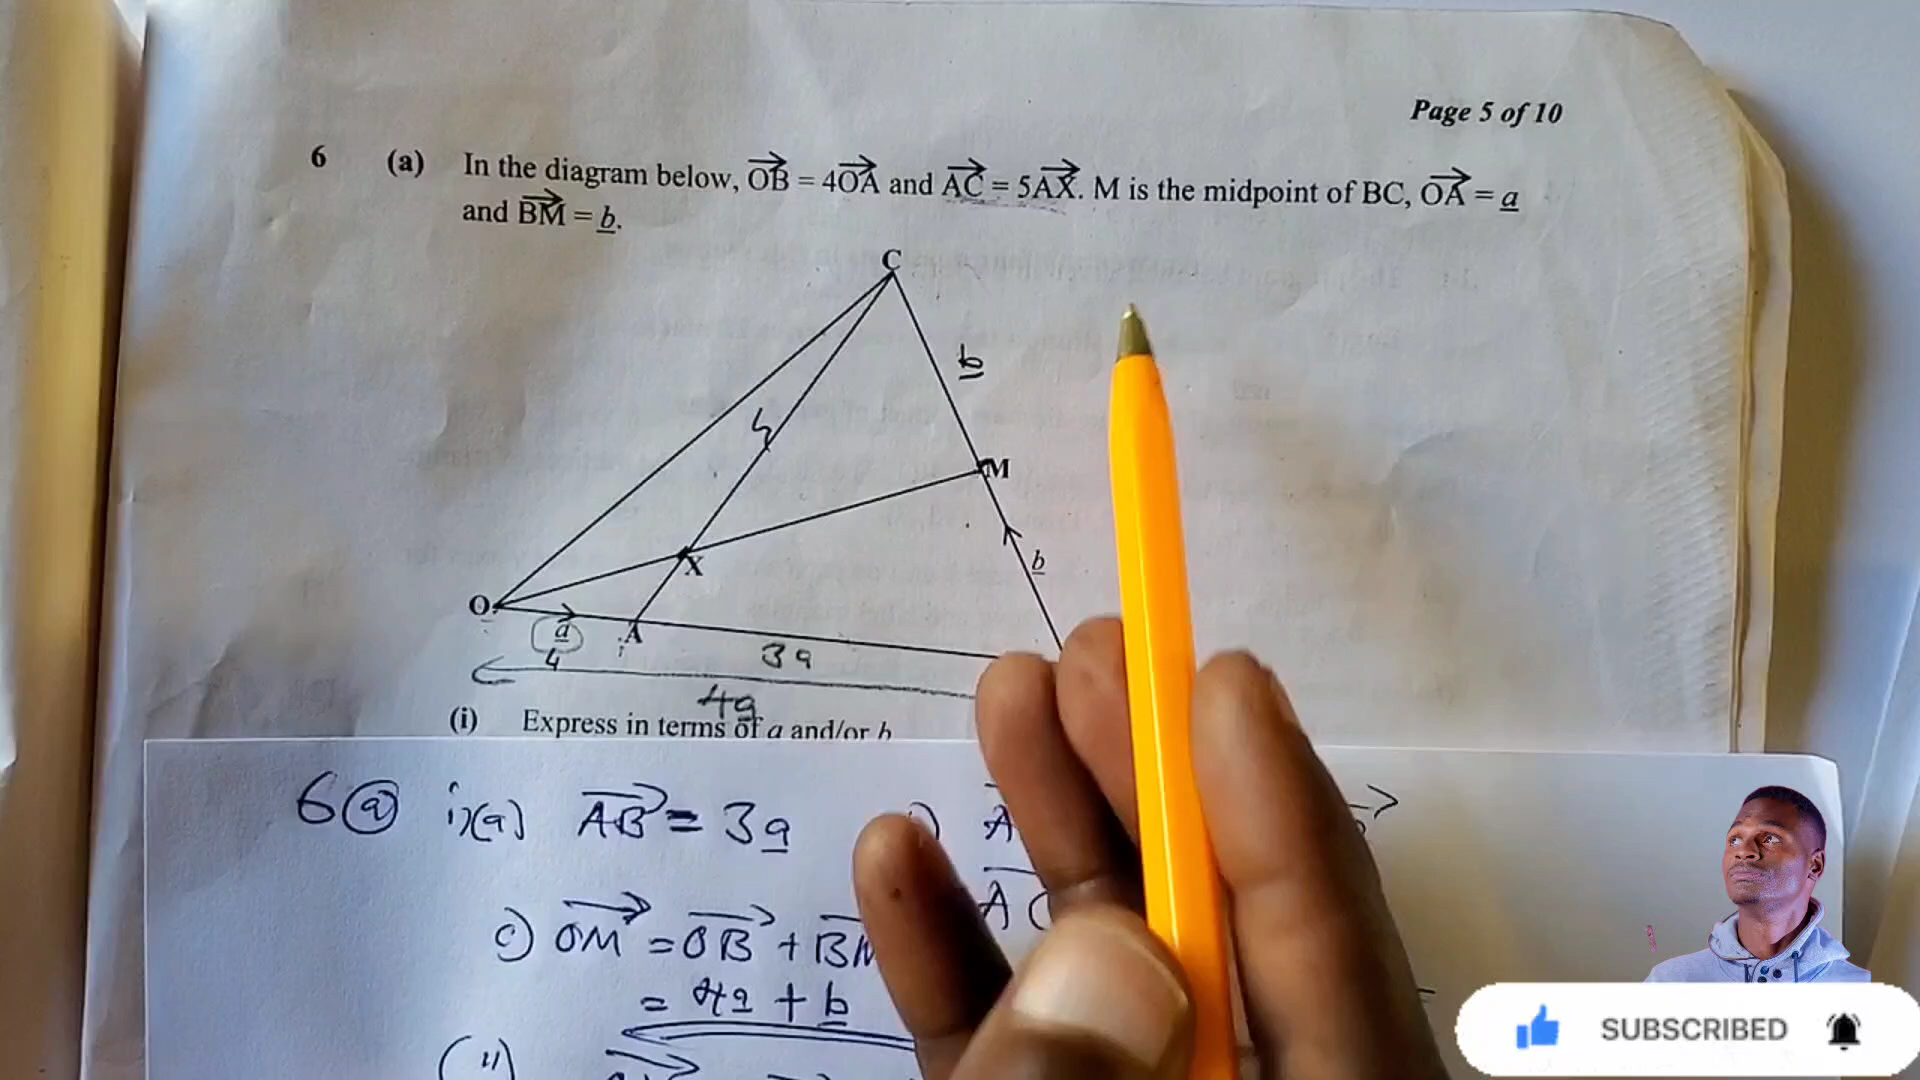 Page 5 of 10
6 (a) In the diagram below, OB = 4OA and AC = 5AX. M is the midpoint of BC, OA = a
and BM = b.
C
b
M
X
b
O
a
A
4
3a
4a
(i) Express in terms of a and/or b
6(a) i)(a) AB = 3a
A
c) OM = OB + BM
= 4a + b
(ii)
SUBSCRIBED